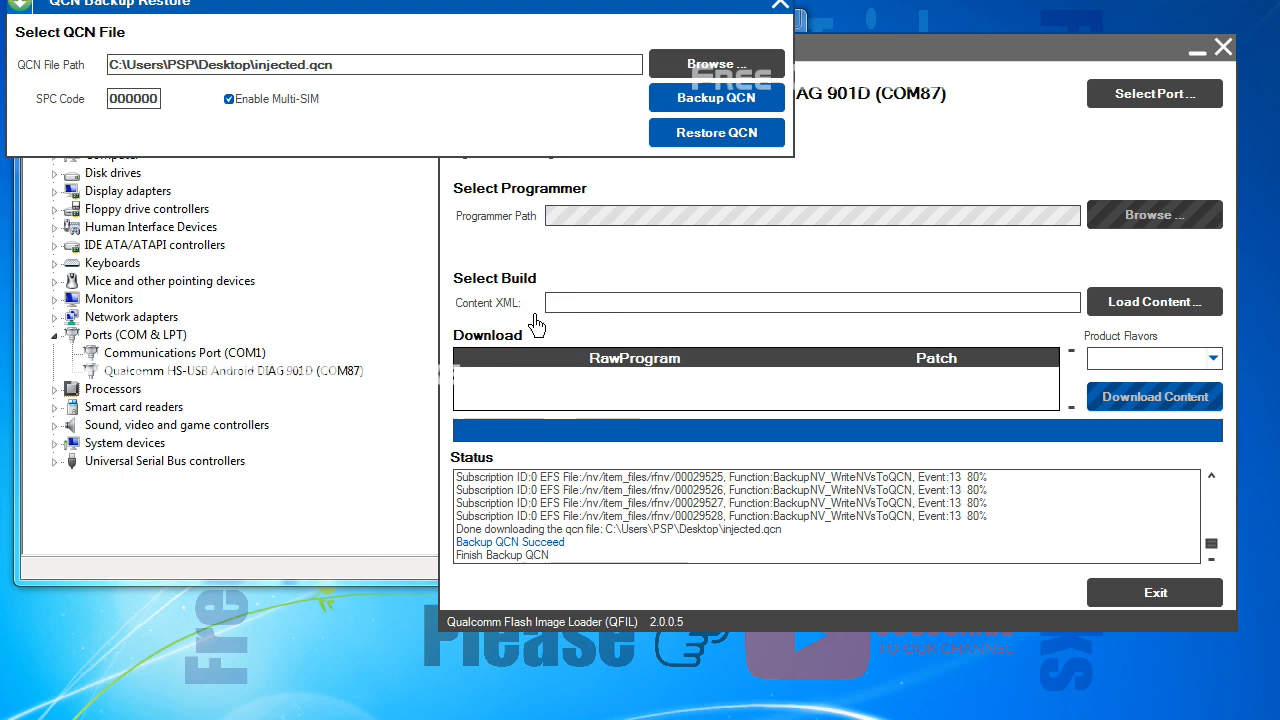 QCN Backup Restore
Select QCN File
QCN File Path
C:\Users\PSP\Desktop\injected.qcn
Browse ...
SPC Code
000000
Enable Multi-SIM
Backup QCN
Restore QCN
AG 901D (COM87)
Select Port ...
Computer
Disk drives
Display adapters
Floppy drive controllers
Human Interface Devices
IDE ATA/ATAPI controllers
Keyboards
Mice and other pointing devices
Monitors
Network adapters
Ports (COM & LPT)
Communications Port (COM1)
Qualcomm HS-USB Android DIAG 901D (COM87)
Processors
Smart card readers
Sound, video and game controllers
System devices
Universal Serial Bus controllers
Select Programmer
Programmer Path
Browse ...
Select Build
Content XML:
Load Content ...
Download
Product Flavors
RawProgram Patch
Download Content
Status
Subscription ID:0 EFS File:/nv/item_files/rfnv/00029525, Function:BackupNV_WriteNVsToQCN, Event:13 80%
Subscription ID:0 EFS File:/nv/item_files/rfnv/00029526, Function:BackupNV_WriteNVsToQCN, Event:13 80%
Subscription ID:0 EFS File:/nv/item_files/rfnv/00029527, Function:BackupNV_WriteNVsToQCN, Event:13 80%
Subscription ID:0 EFS File:/nv/item_files/rfnv/00029528, Function:BackupNV_WriteNVsToQCN, Event:13 80%
Done downloading the qcn file: C:\Users\PSP\Desktop\injected.qcn
Backup QCN Succeed
Finish Backup QCN
Exit
Qualcomm Flash Image Loader (QFIL) 2.0.0.5
Please
SUBSCRIBE
TO OUR CHANNEL
Free